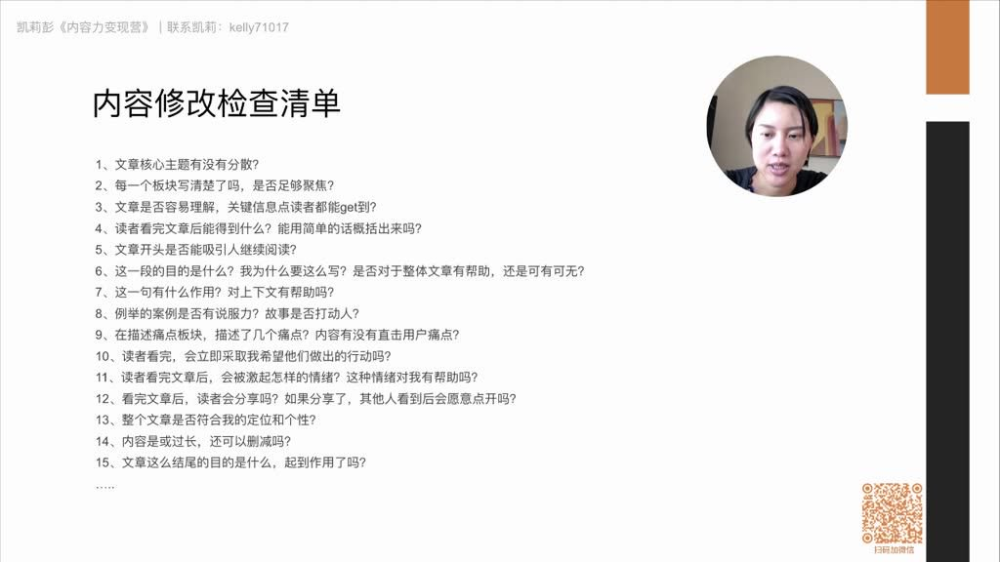 凯莉彭《内容力变现营》｜联系凯莉：kelly71017
内容修改检查清单
1、文章核心主题有没有分散？
2、每一个板块写清楚了吗，是否足够聚焦？
3、文章是否容易理解，关键信息点读者都能get到？
4、读者看完文章后能得到什么？能用简单的话概括出来吗？
5、文章开头是否能吸引人继续阅读？
6、这一段的目的是什么？我为什么要这么写？是否对于整体文章有帮助，还是可有可无？
7、这一句有什么作用？对上下文有帮助吗？
8、例举的案例是否有说服力？故事是否打动人？
9、在描述痛点板块，描述了几个痛点？内容有没有直击用户痛点？
10、读者看完，会立即采取我希望他们做出的行动吗？
11、读者看完文章后，会被激起怎样的情绪？这种情绪对我有帮助吗？
12、看完文章后，读者会分享吗？如果分享了，其他人看到后会愿意点开吗？
13、整个文章是否符合我的定位和个性？
14、内容是或过长，还可以删减吗？
15、文章这么结尾的目的是什么，起到作用了吗？
…..
扫码加微信